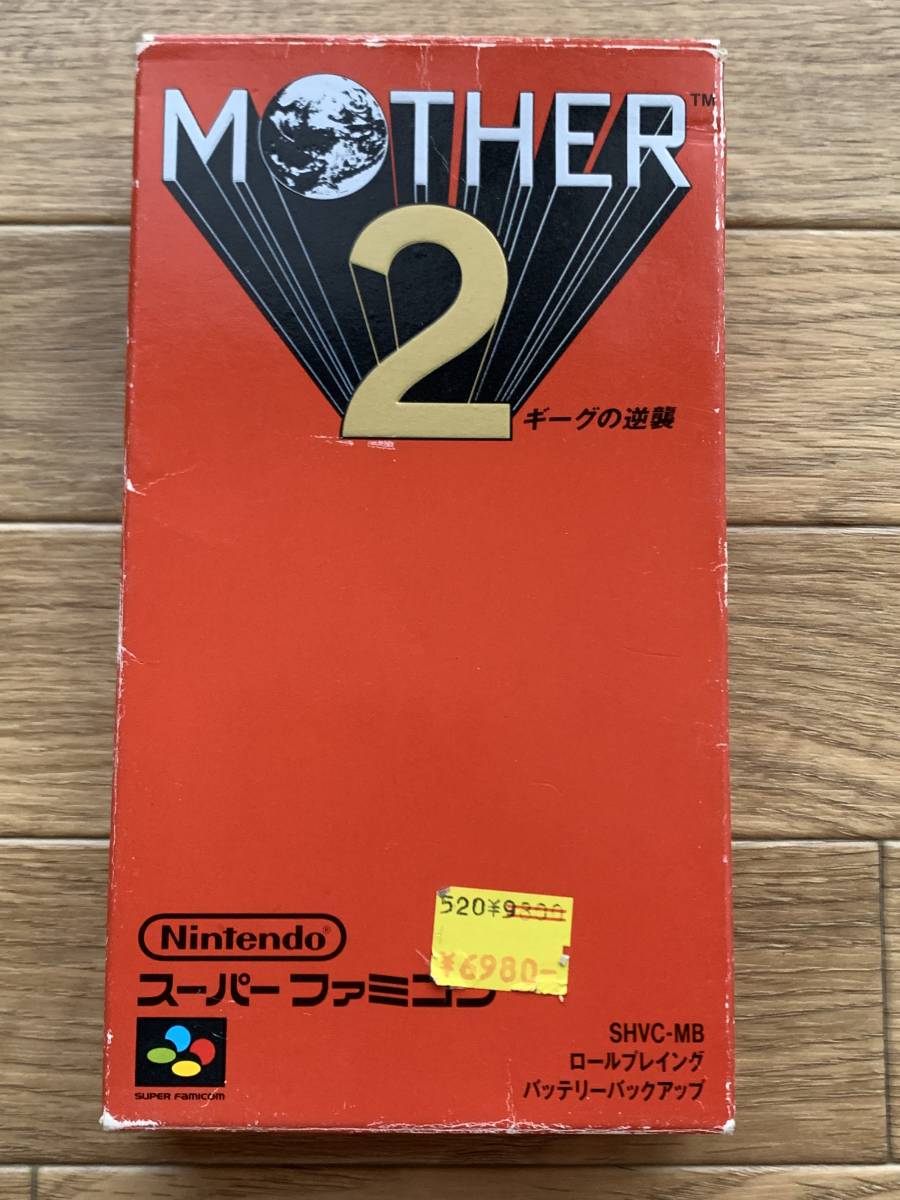 MOTHER™
2
ギーグの逆襲
520¥9300
¥6980-
Nintendo®
スーパーファミコン
SHVC-MB
ロールプレイング
バッテリーバックアップ
SUPER FAMICOM